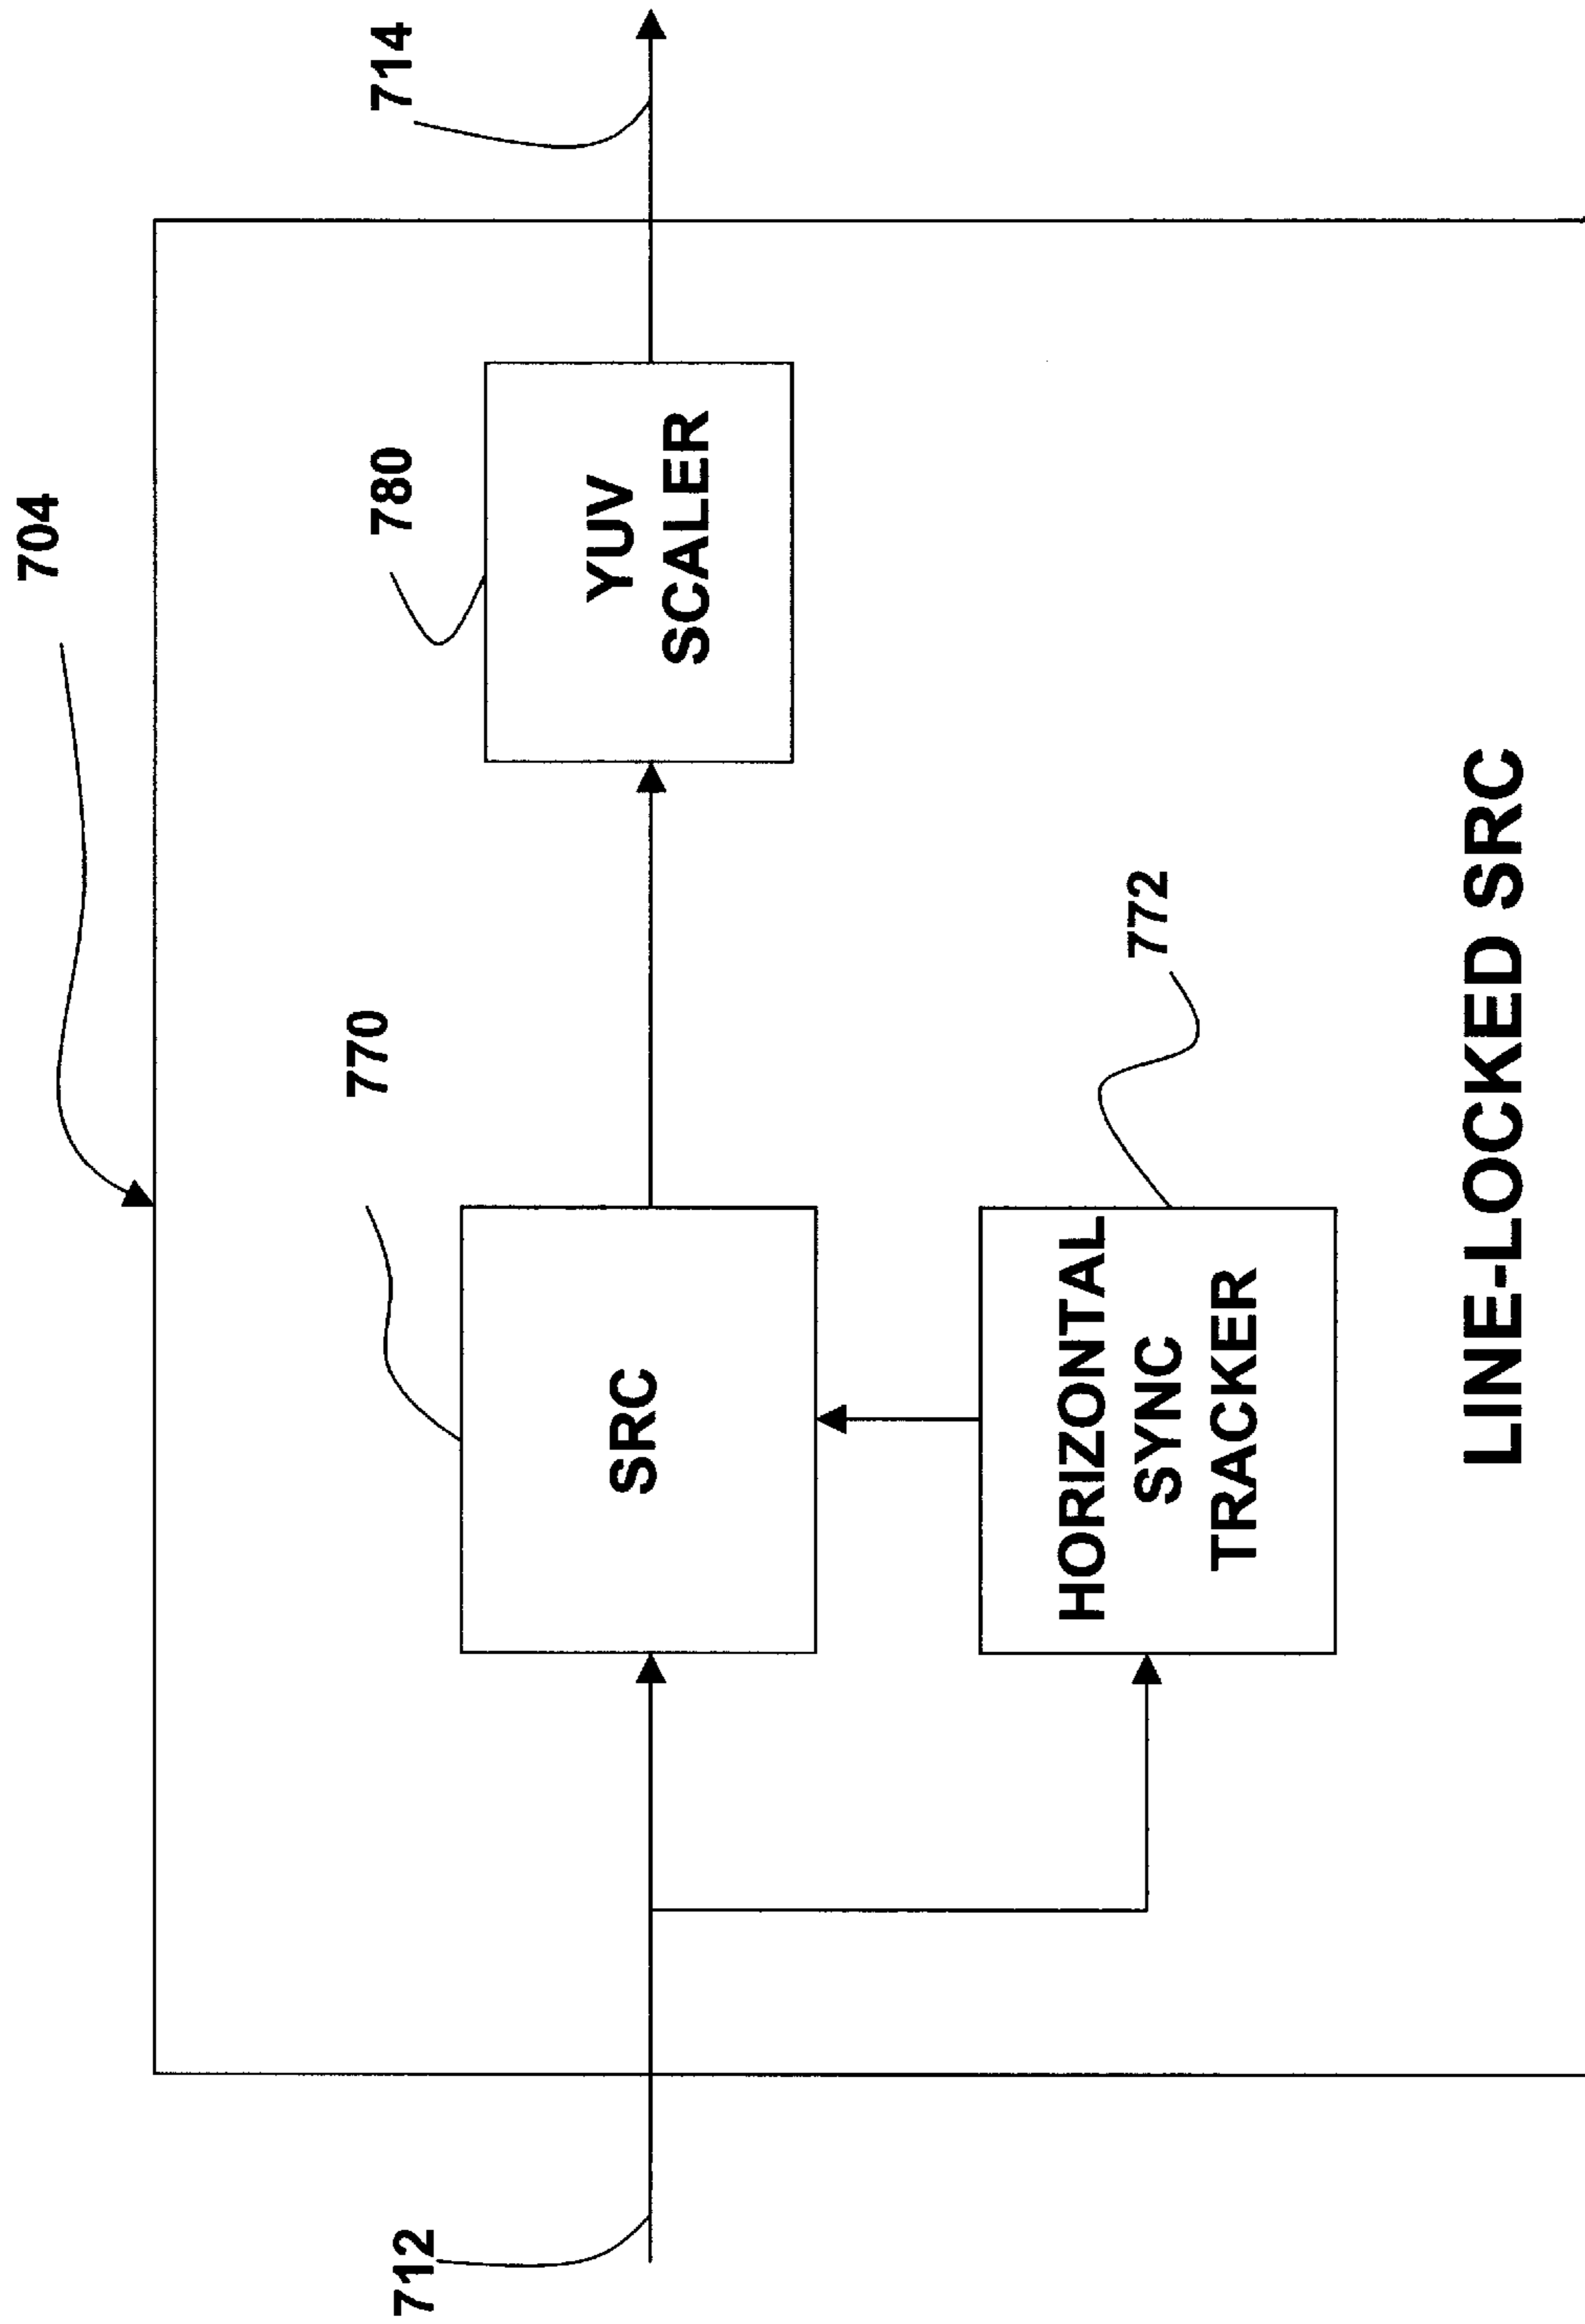 704
712
770
SRC
780
YUV
SCALER
714
HORIZONTAL
SYNC
TRACKER
772
LINE-LOCKED SRC